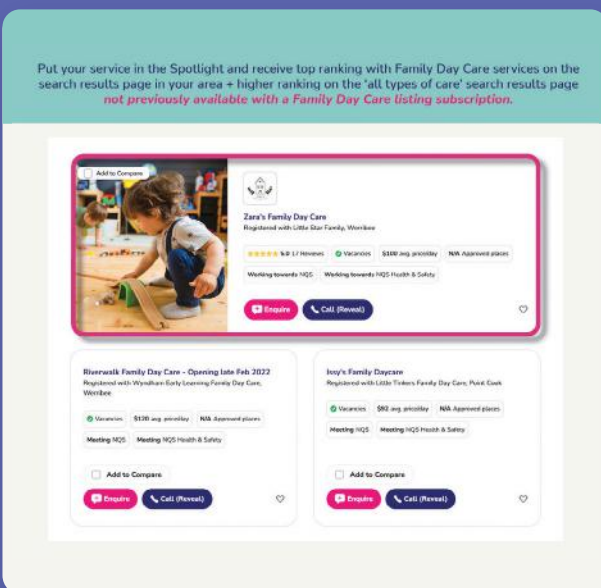 Put your service in the Spotlight and receive top ranking with Family Day Care services on the
search results page in your area + higher ranking on the 'all types of care' search results page
not previously available with a Family Day Care listing subscription.
Add to Compare
Zara's Family Day Care
Registered with Little Star Family, Werribee
5.0 17 Reviews Vacancies $100 avg. price/day N/A Approved places
Working towards NQS Working towards NQS Health & Safety
Enquire Call (Reveal)
Riverwalk Family Day Care - Opening late Feb 2022
Registered with Wyndham Early Learning Family Day Care,
Werribee
Vacancies $120 avg. price/day N/A Approved places
Meeting NQS Meeting NQS Health & Safety
Add to Compare
Enquire Call (Reveal)
Issy's Family Daycare
Registered with Little Tinkers Family Day Care, Point Cook
Vacancies $92 avg. price/day N/A Approved places
Meeting NQS Meeting NQS Health & Safety
Add to Compare
Enquire Call (Reveal)